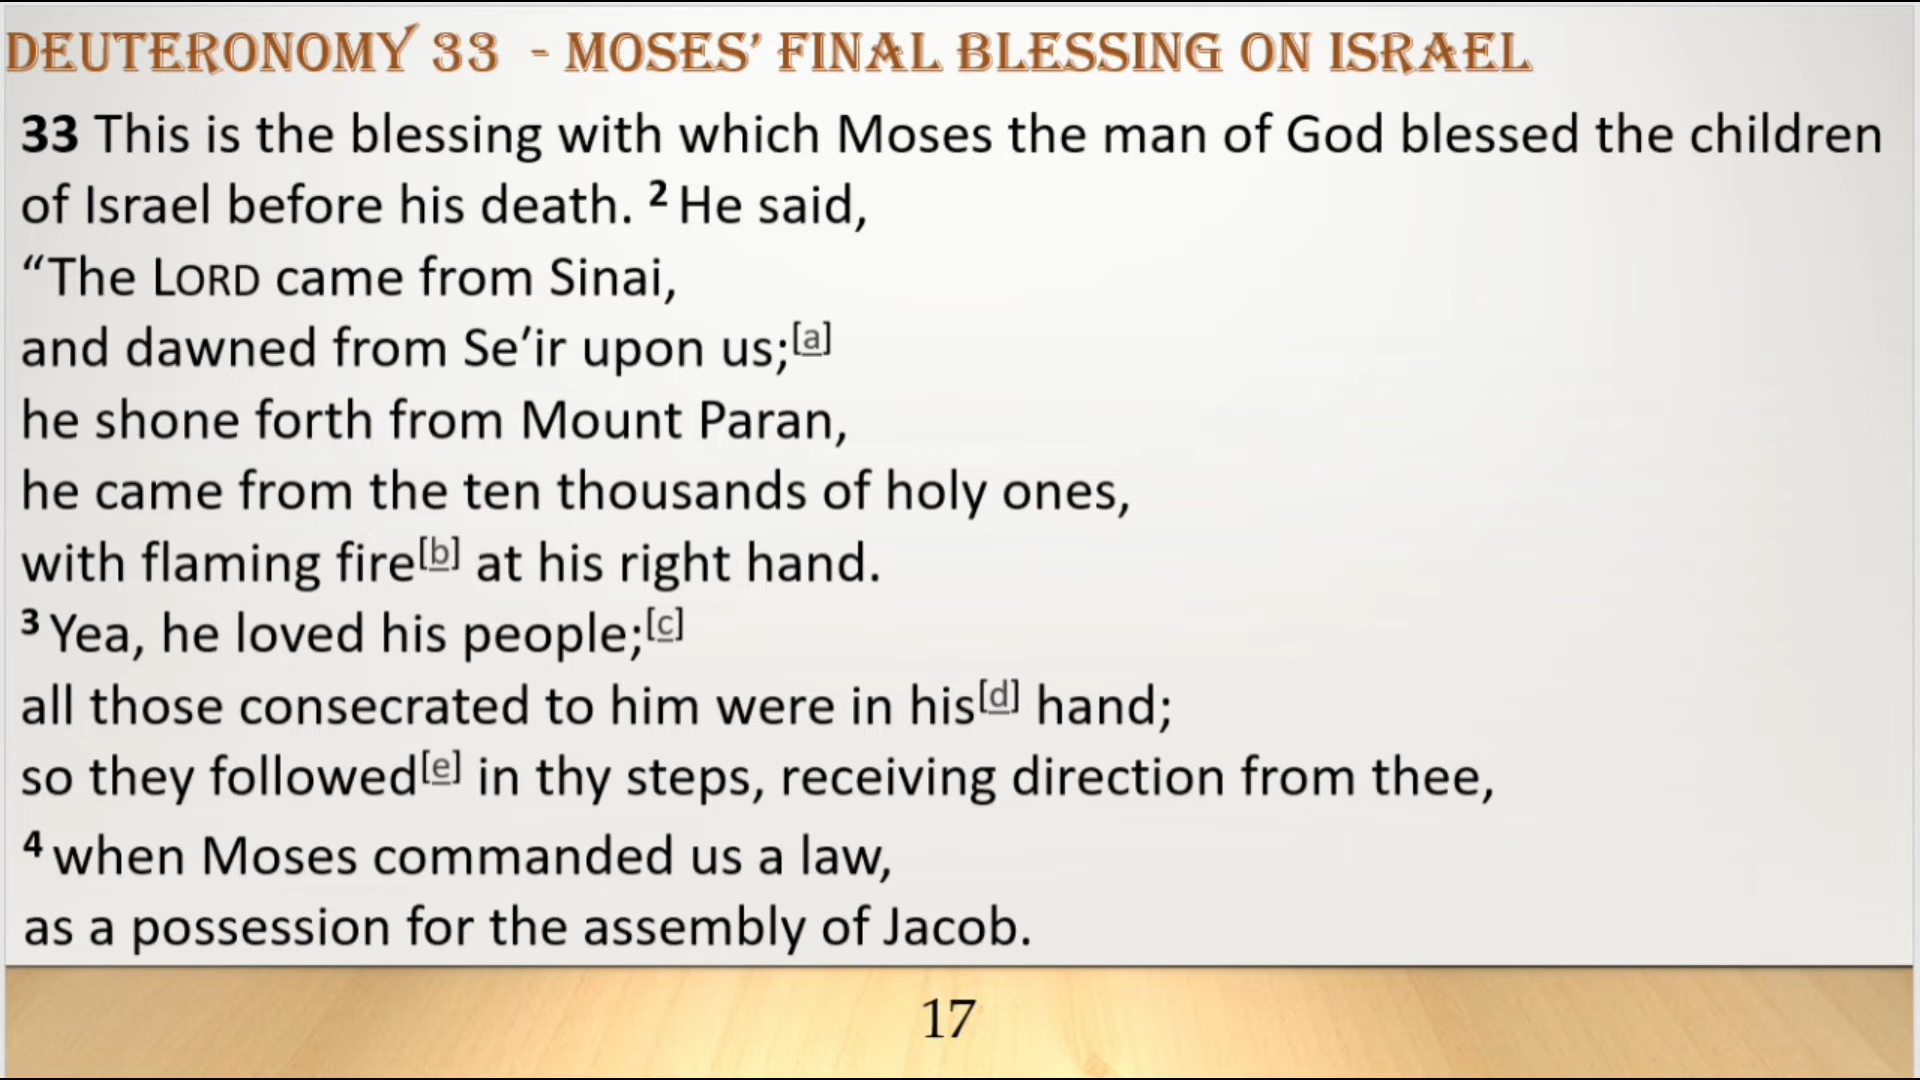 DEUTERONOMY 33 - MOSES’ FINAL BLESSING ON ISRAEL
33 This is the blessing with which Moses the man of God blessed the children
of Israel before his death. 2 He said,
“The LORD came from Sinai,
and dawned from Se′ir upon us;[a]
he shone forth from Mount Paran,
he came from the ten thousands of holy ones,
with flaming fire[b] at his right hand.
3 Yea, he loved his people;[c]
all those consecrated to him were in his[d] hand;
so they followed[e] in thy steps, receiving direction from thee,
4 when Moses commanded us a law,
as a possession for the assembly of Jacob.
17